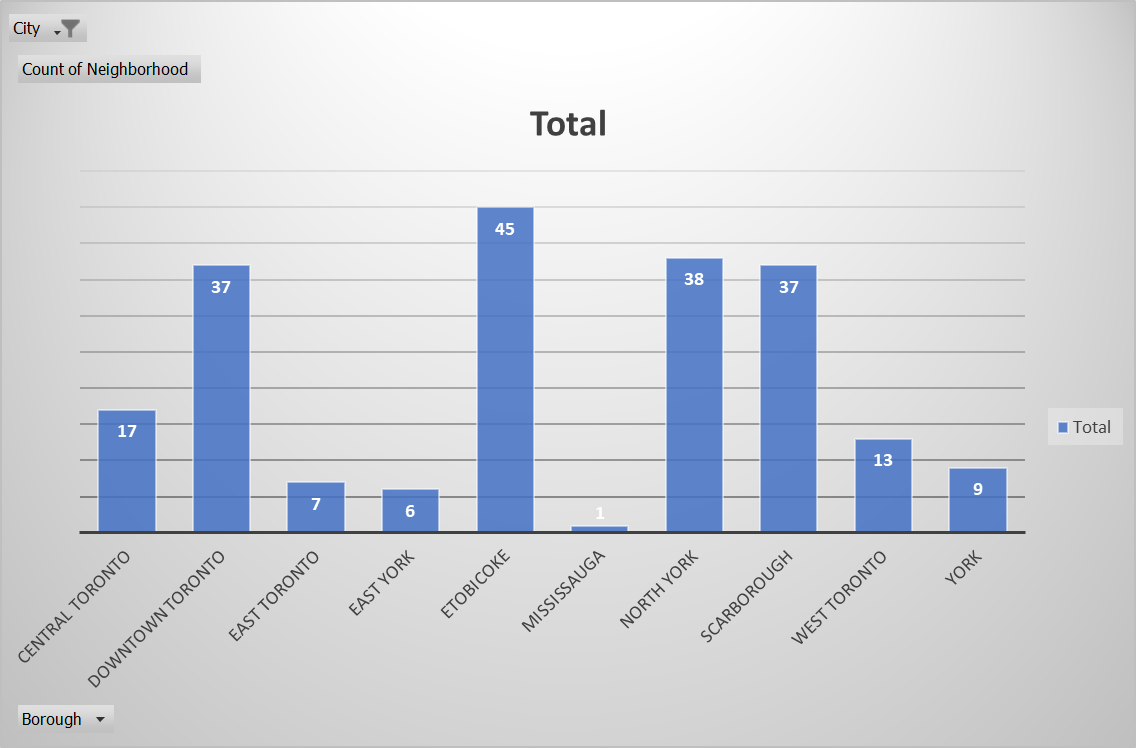 City
Count of Neighborhood
Total
45
37
38
37
17
13
7
6
1
9
Total
CENTRAL TORONTO
DOWNTOWN TORONTO
EAST TORONTO
EAST YORK
ETOBICOKE
MISSISSAUGA
NORTH YORK
SCARBOROUGH
WEST TORONTO
YORK
Borough